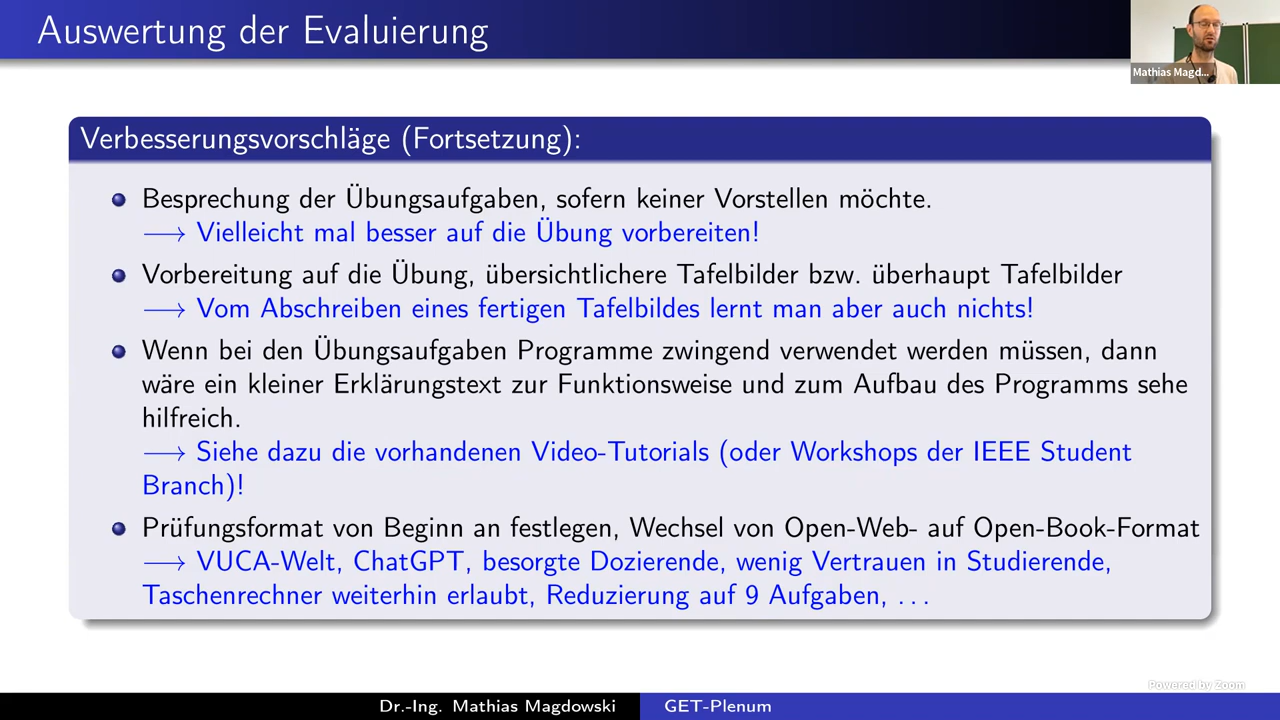 Auswertung der Evaluierung
Mathias Magd...
Verbesserungsvorschläge (Fortsetzung):
Besprechung der Übungsaufgaben, sofern keiner Vorstellen möchte.
⟶ Vielleicht mal besser auf die Übung vorbereiten!
Vorbereitung auf die Übung, übersichtlichere Tafelbilder bzw. überhaupt Tafelbilder
⟶ Vom Abschreiben eines fertigen Tafelbildes lernt man aber auch nichts!
Wenn bei den Übungsaufgaben Programme zwingend verwendet werden müssen, dann
wäre ein kleiner Erklärungstext zur Funktionsweise und zum Aufbau des Programms sehe
hilfreich.
⟶ Siehe dazu die vorhandenen Video-Tutorials (oder Workshops der IEEE Student
Branch)!
Prüfungsformat von Beginn an festlegen, Wechsel von Open-Web- auf Open-Book-Format
⟶ VUCA-Welt, ChatGPT, besorgte Dozierende, wenig Vertrauen in Studierende,
Taschenrechner weiterhin erlaubt, Reduzierung auf 9 Aufgaben, ...
Powered by Zoom
Dr.-Ing. Mathias Magdowski
GET-Plenum